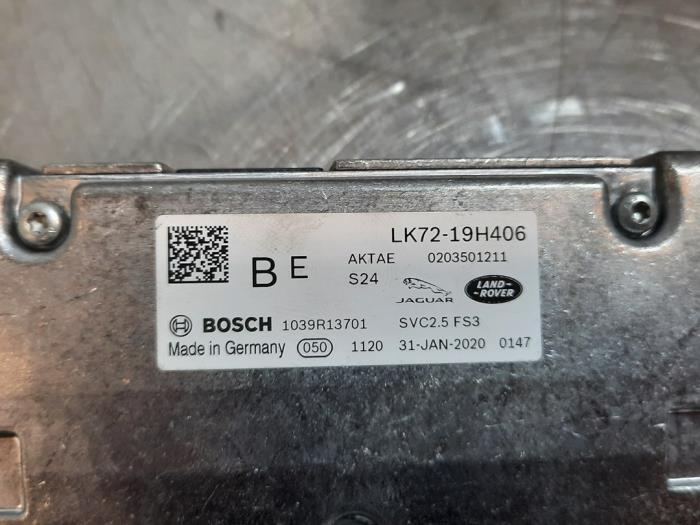 LK72-19H406
B E
AKTAE 0203501211
S24
JAGUAR
LAND-
ROVER
BOSCH 1039R13701 SVC2.5 FS3
Made in Germany 050 1120 31-JAN-2020 0147